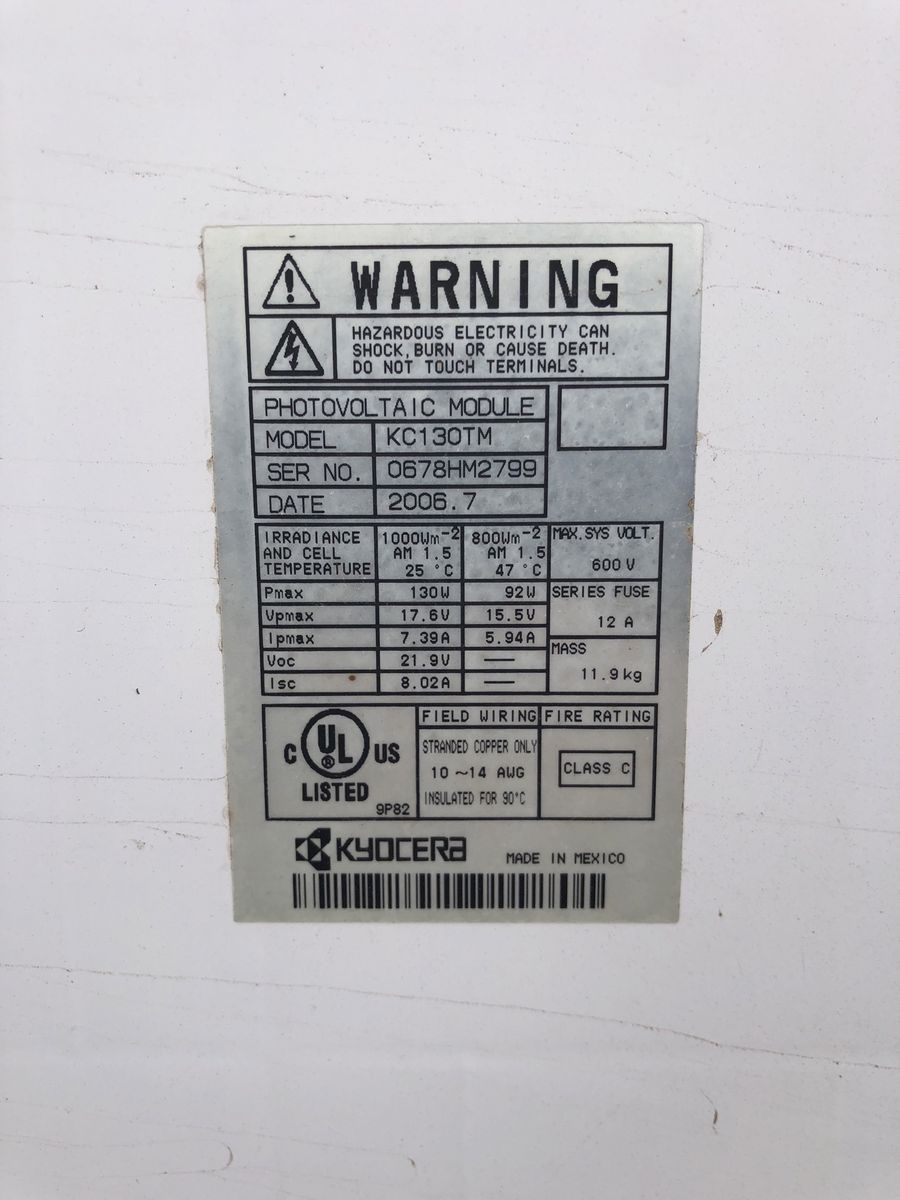 WARNING
HAZARDOUS ELECTRICITY CAN
SHOCK, BURN OR CAUSE DEATH.
DO NOT TOUCH TERMINALS.
PHOTOVOLTAIC MODULE
MODEL KC130TM
SER NO. 0678HM2799
DATE 2006.7
IRRADIANCE AND CELL TEMPERATURE 1000Wm⁻² AM 1.5 25 °C 800Wm⁻² AM 1.5 47 °C
MAX.SYS VOLT.
600 V
Pmax 130W 92W
Vpmax 17.6V 15.5V
Ipmax 7.39A 5.94A
Voc 21.9V —
Isc 8.02A —
SERIES FUSE
12 A
MASS
11.9kg
C UL ® US
LISTED
9P82
FIELD WIRING
STRANDED COPPER ONLY
10 ~14 AWG
INSULATED FOR 90°C
FIRE RATING
CLASS C
KYOCERA
MADE IN MEXICO